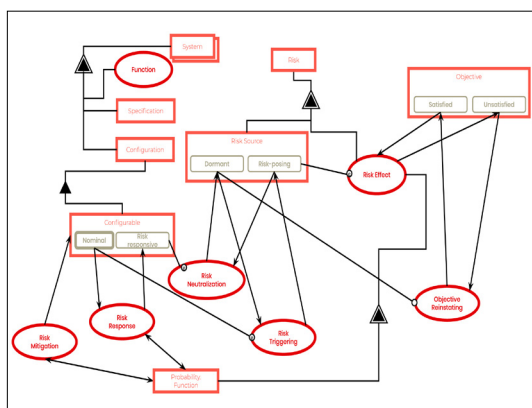 System
Function
Risk
Objective
Satisfied
Unsatisfied
Specification
Configuration
Risk Source
Dormant
Risk-posing
Risk Effect
Configurable
Nominal
Risk
responsive
Risk
Neutralization
Objective
Reinstating
Risk
Response
Risk
Triggering
Risk
Mitigation
Probability
Function